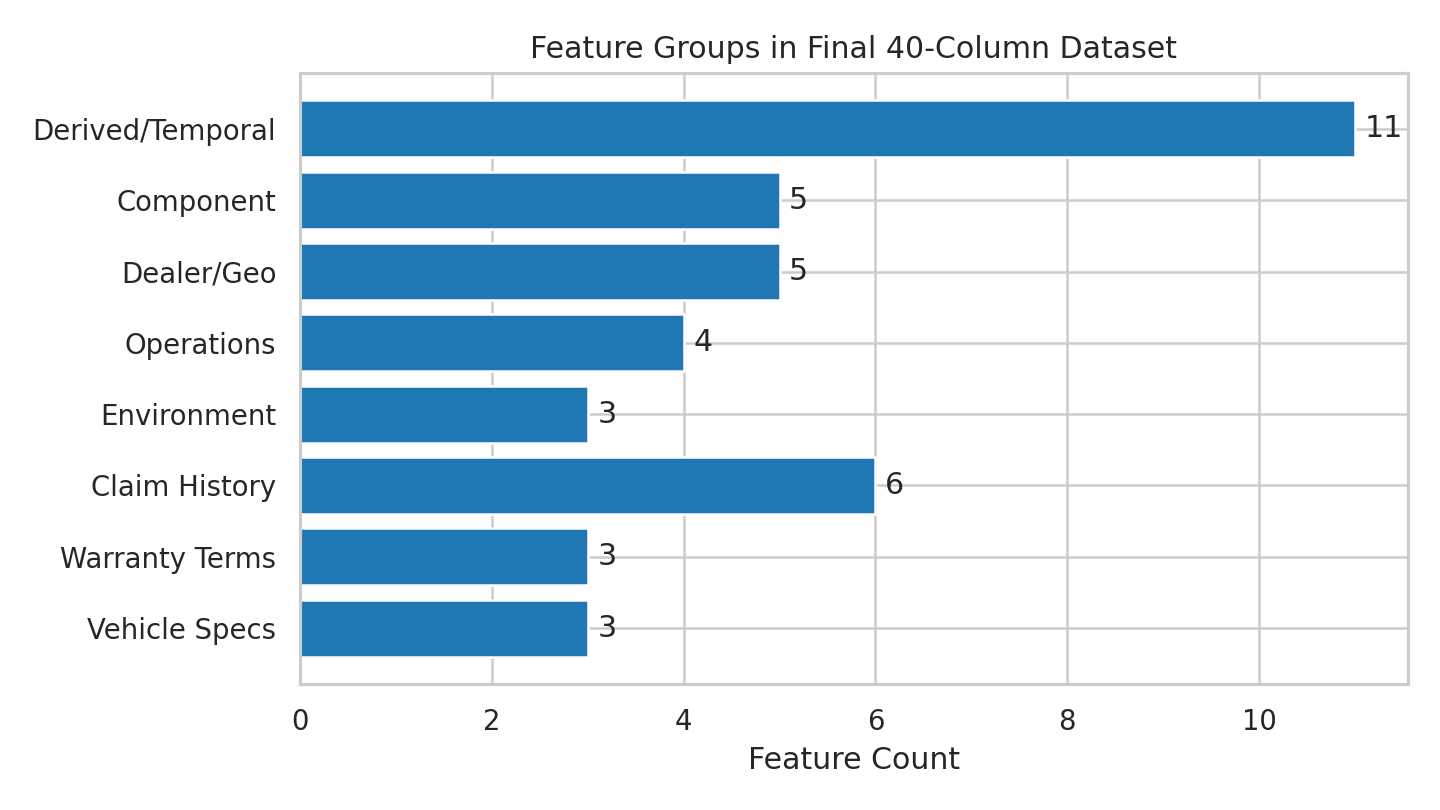 Feature Groups in Final 40-Column Dataset
Derived/Temporal 11
Component 5
Dealer/Geo 5
Operations 4
Environment 3
Claim History 6
Warranty Terms 3
Vehicle Specs 3
0 2 4 6 8 10
Feature Count